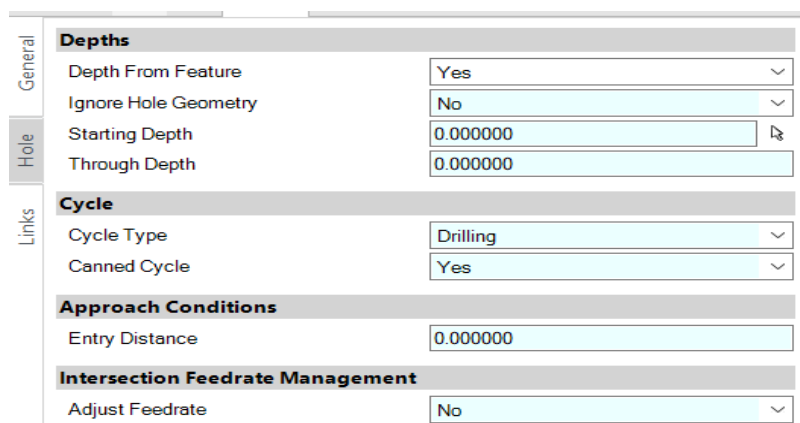 General
Hole
Links
Depths
Depth From Feature Yes
Ignore Hole Geometry No
Starting Depth 0.000000
Through Depth 0.000000
Cycle
Cycle Type Drilling
Canned Cycle Yes
Approach Conditions
Entry Distance 0.000000
Intersection Feedrate Management
Adjust Feedrate No